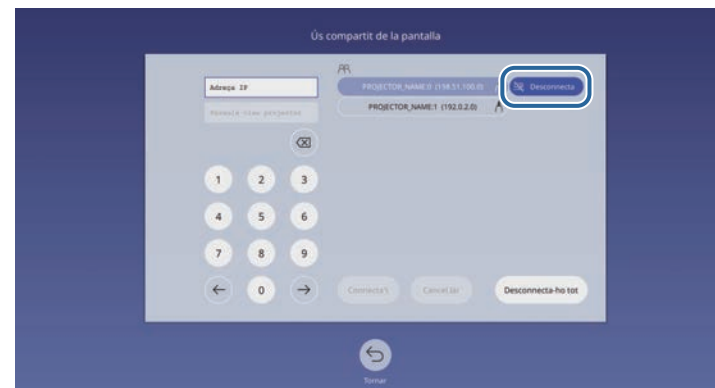 Ús compartit de la pantalla
Adreça IP
PROJECTOR_NAME:0 (198.51.100.0)
Desconnecta
PROJECTOR_NAME:1 (192.0.2.0)
1 2 3
4 5 6
7 8 9
← 0 →
Connecta't
Cancel·lar
Desconnecta-ho tot
Tornar